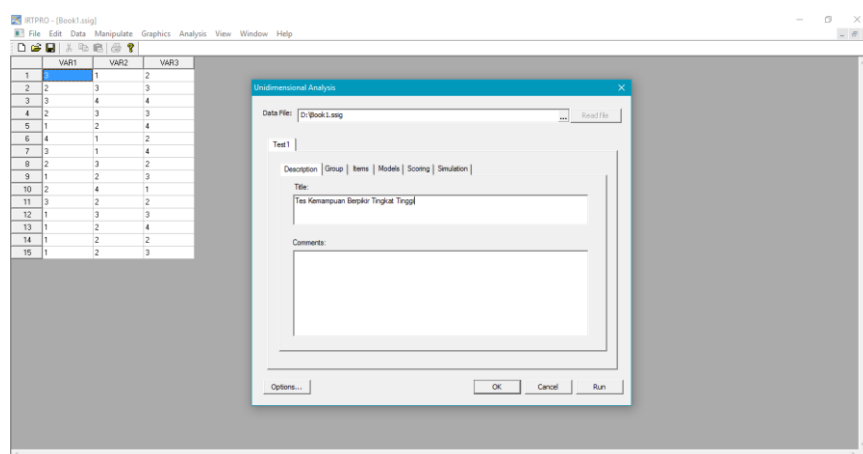 IRTPRO - [Book1.ssig]
File Edit Data Manipulate Graphics Analysis View Window Help
VAR1 VAR2 VAR3
1 3 1 2
2 2 3 3
3 3 4 4
4 2 3 3
5 1 2 4
6 4 1 2
7 3 1 4
8 2 3 2
9 1 2 3
10 2 4 1
11 3 2 2
12 1 3 3
13 1 2 4
14 1 2 2
15 1 2 3
Unidimensional Analysis
Data File: D:\Book1.ssig ... Read file
Test1
Description Group Items Models Scoring Simulation
Title:
Tes Kemampuan Berpikir Tingkat Tinggi
Comments:
Options... OK Cancel Run